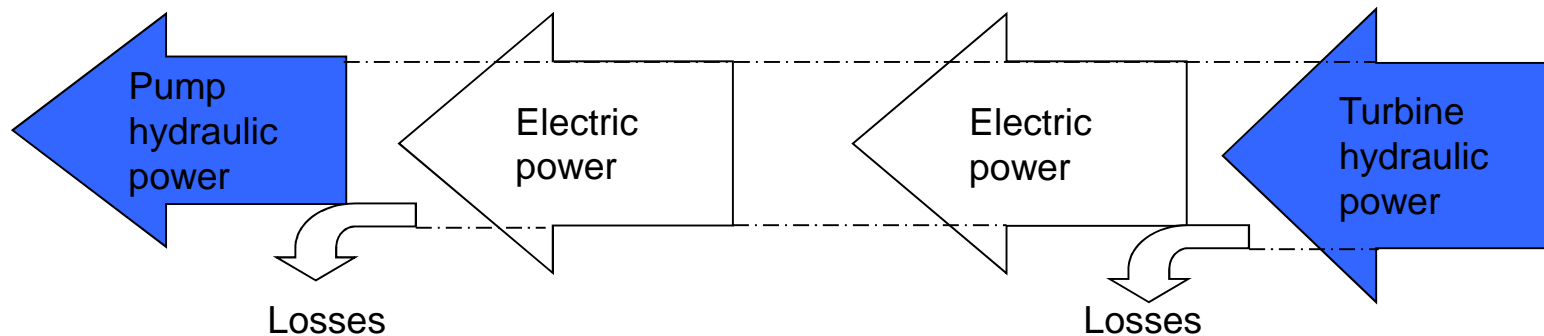 Pump
hydraulic
power
Electric
power
Electric
power
Turbine
hydraulic
power
Losses
Losses